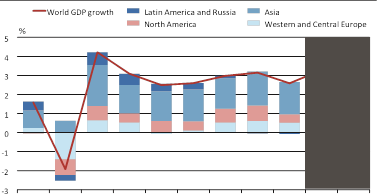 World GDP growth
Latin America and Russia
Asia
North America
Western and Central Europe
%
5
4
3
2
1
0
-1
-2
-3